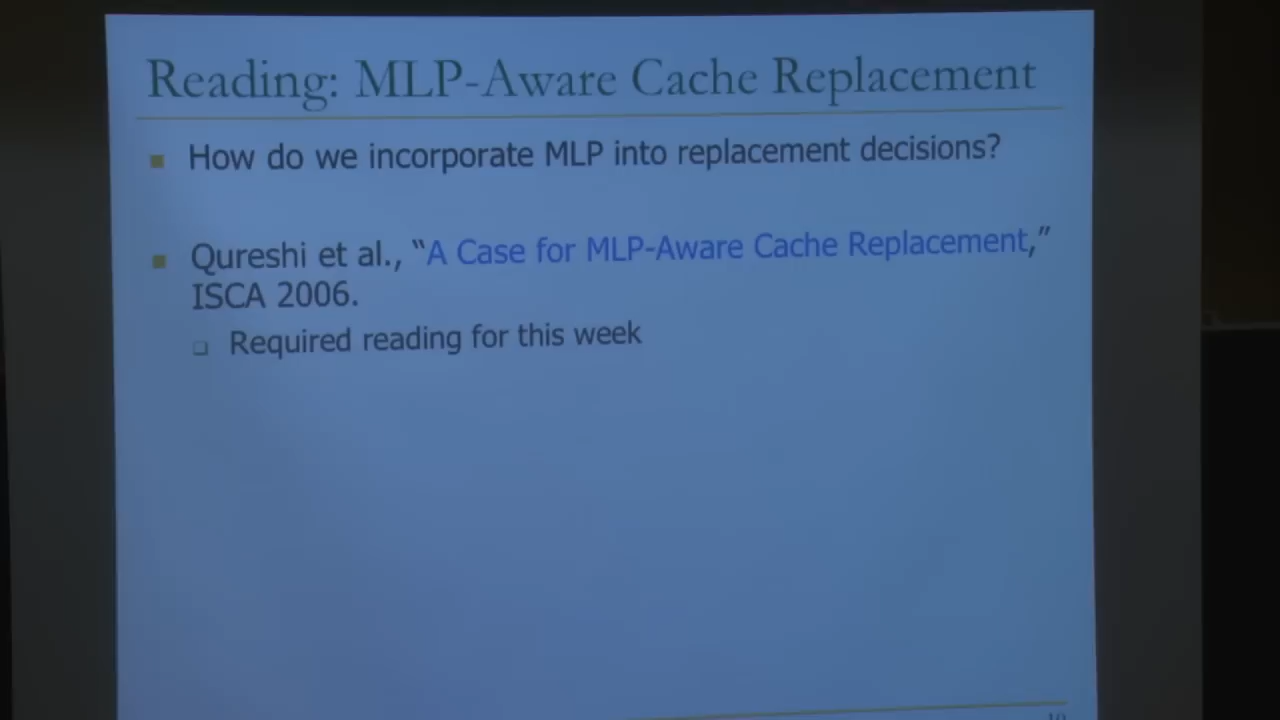 Reading: MLP-Aware Cache Replacement
How do we incorporate MLP into replacement decisions?
Qureshi et al., “A Case for MLP-Aware Cache Replacement,”
ISCA 2006.
Required reading for this week